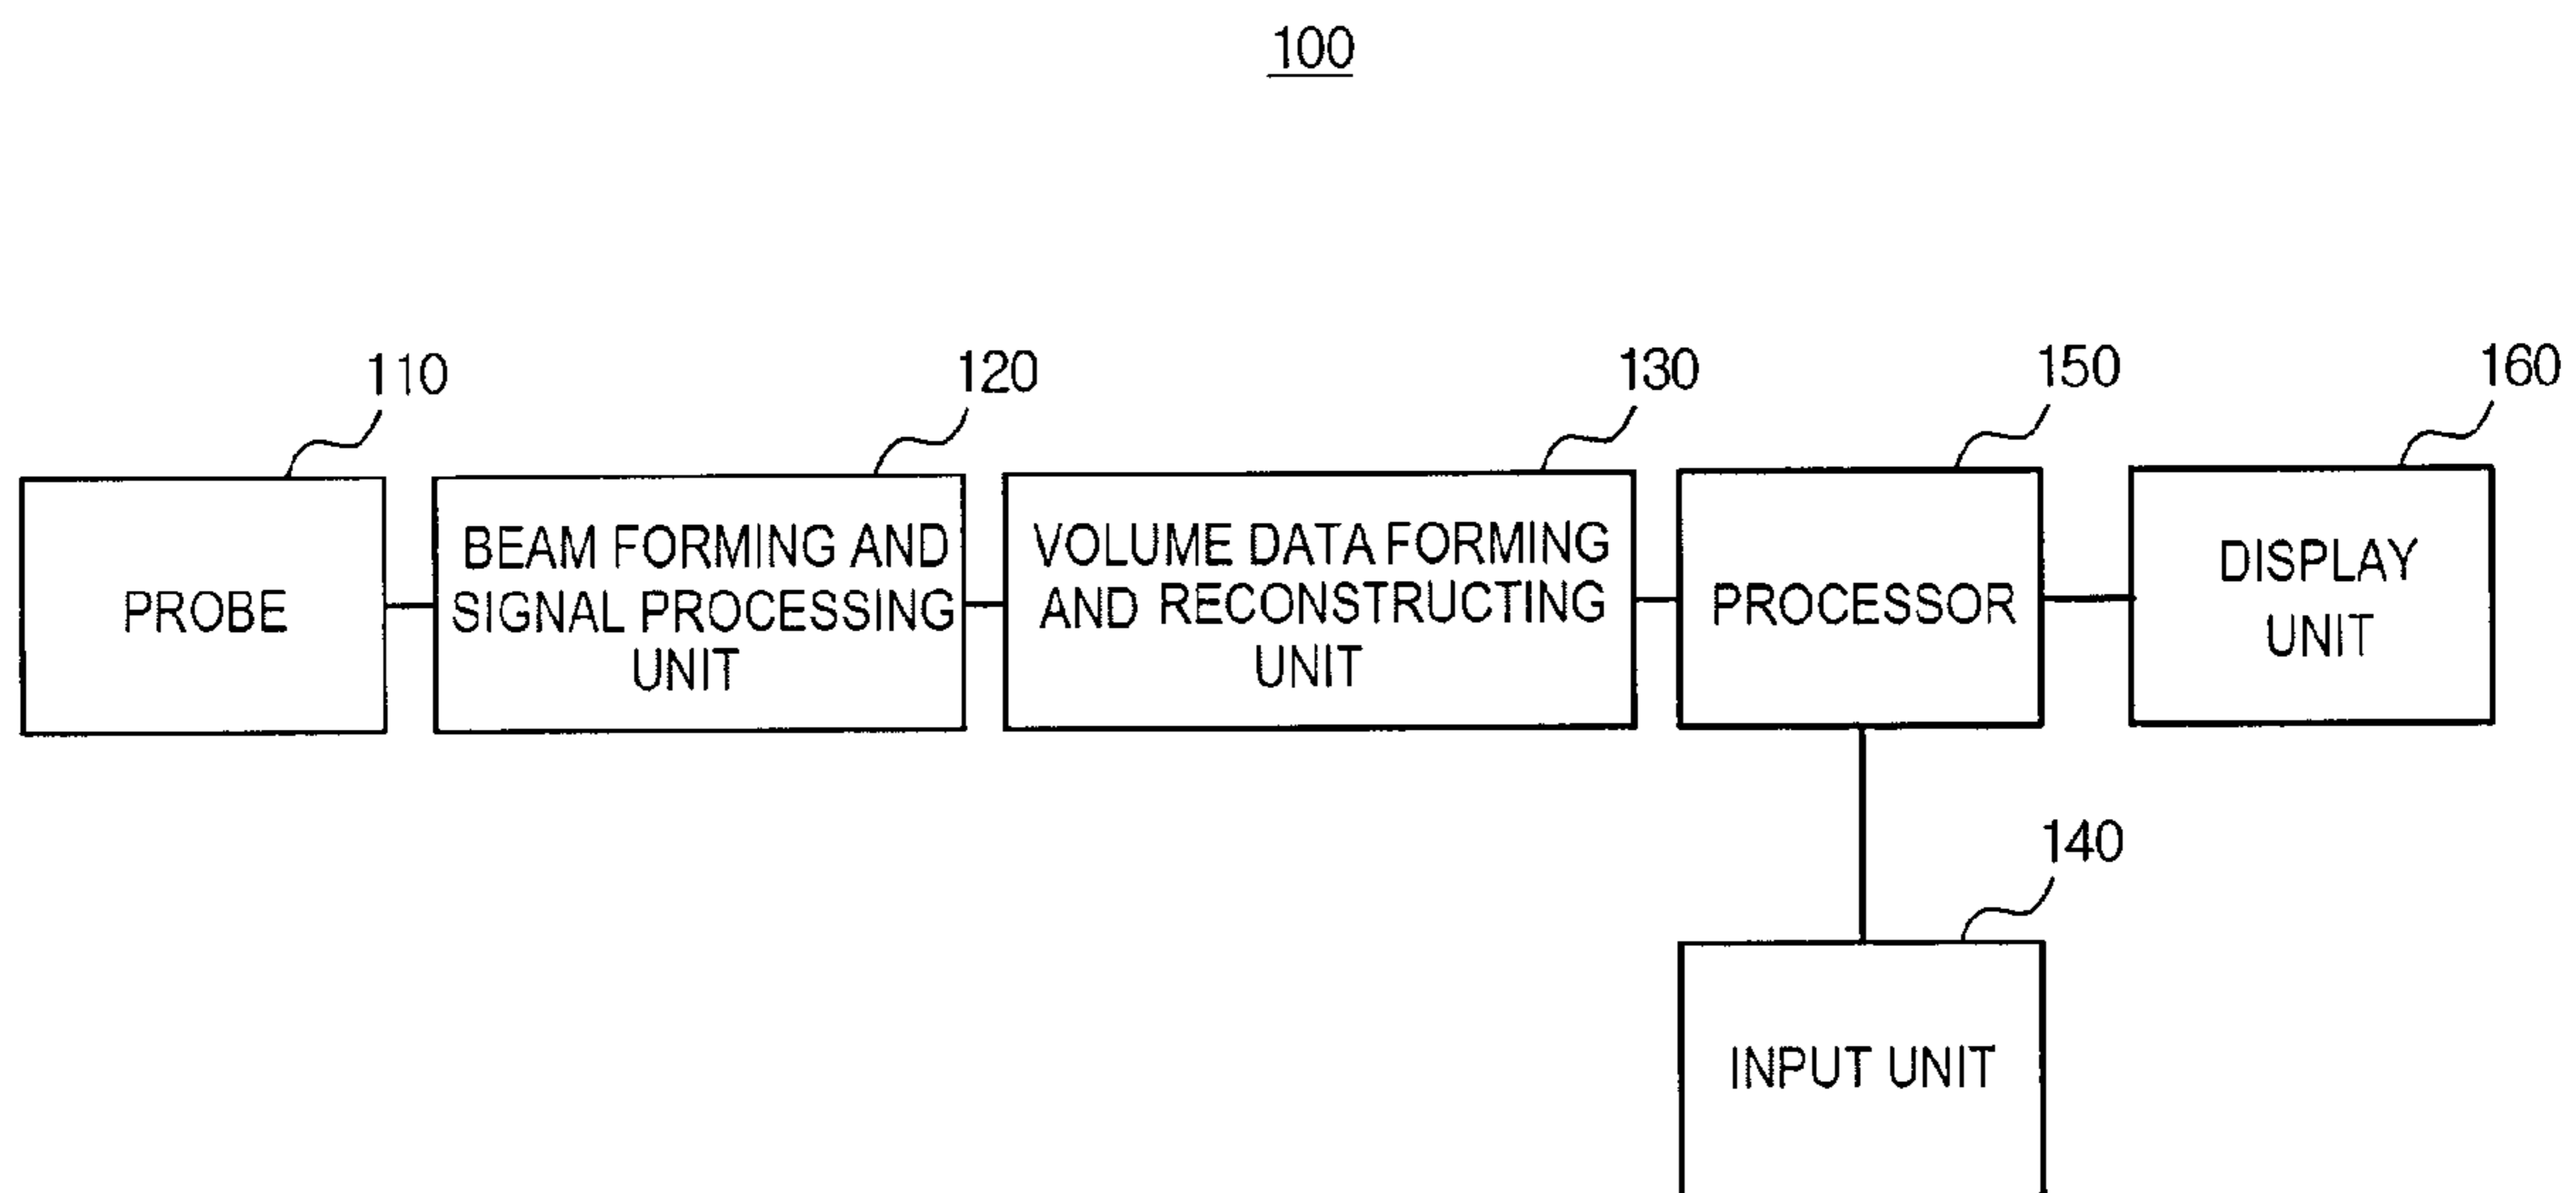 100
110
120
130
150
160
PROBE
BEAM FORMING AND
SIGNAL PROCESSING
UNIT
VOLUME DATA FORMING
AND RECONSTRUCTING
UNIT
PROCESSOR
DISPLAY
UNIT
140
INPUT UNIT